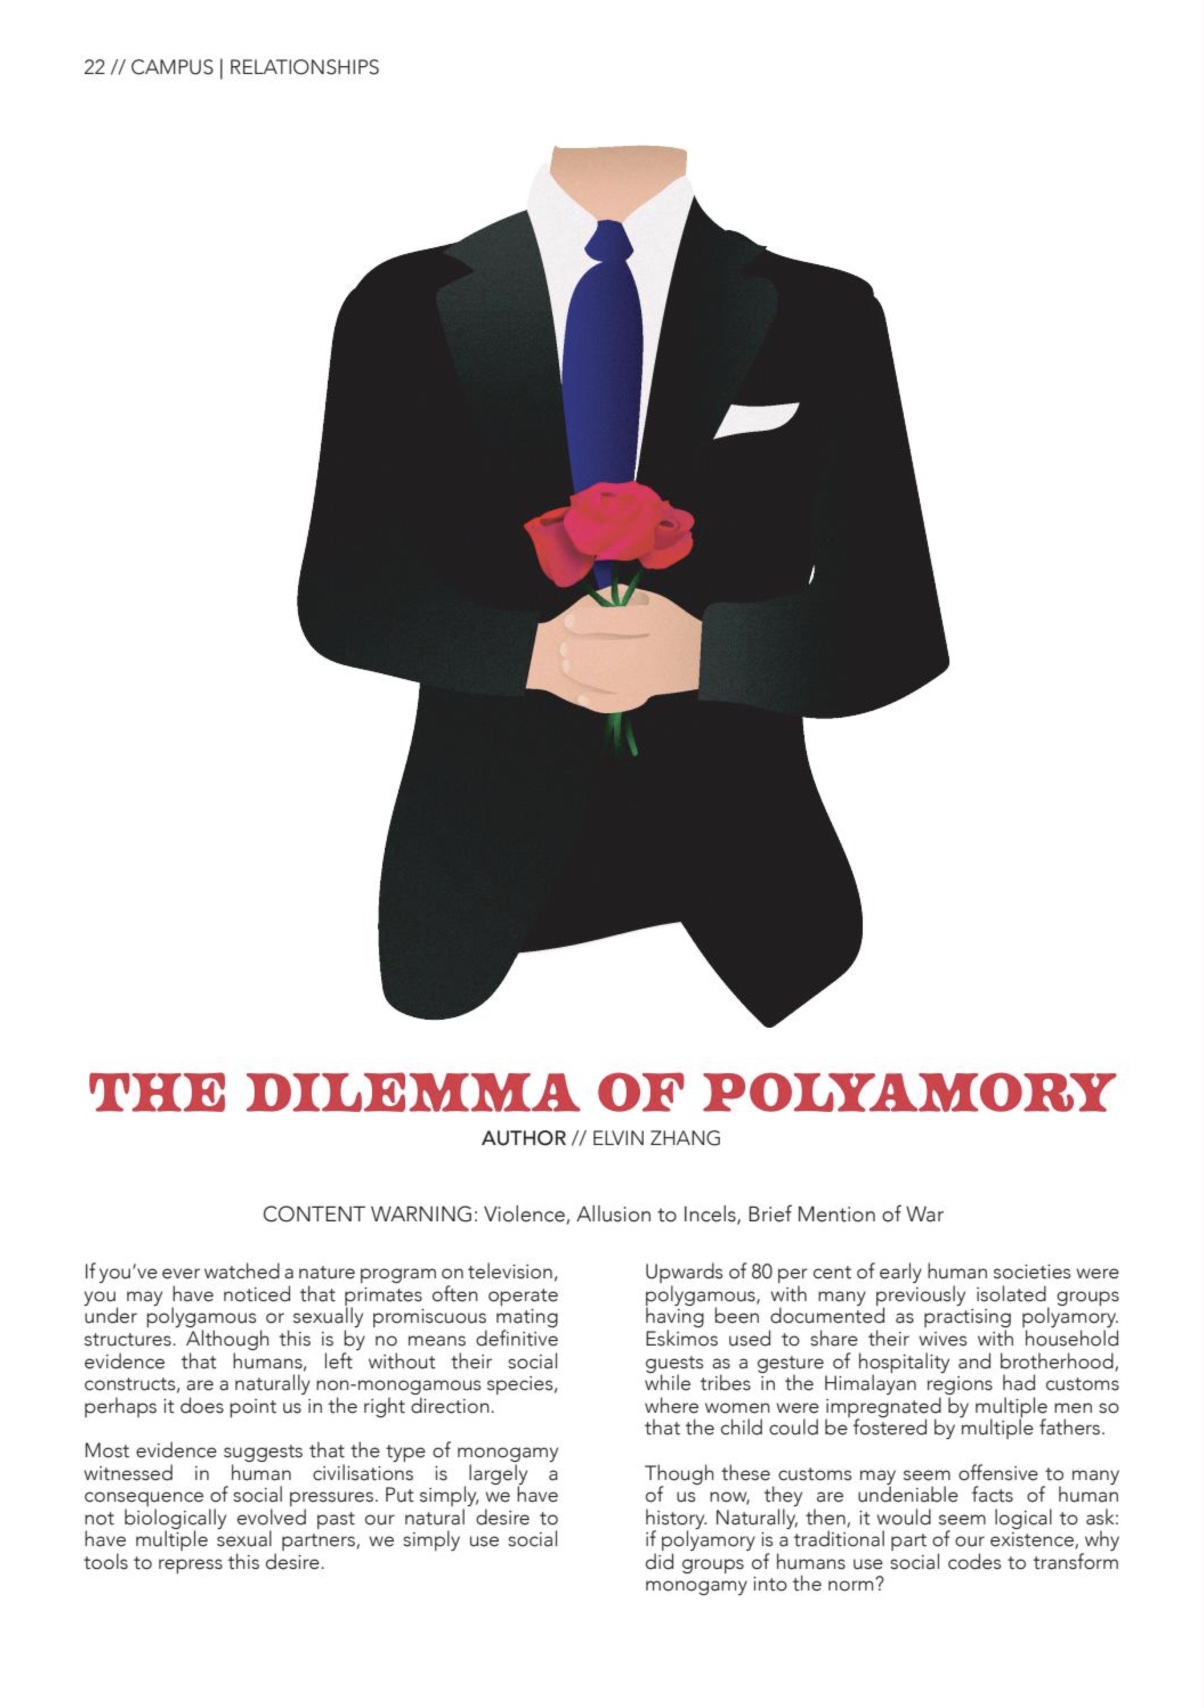 22 // CAMPUS | RELATIONSHIPS
THE DILEMMA OF POLYAMORY
AUTHOR // ELVIN ZHANG
CONTENT WARNING: Violence, Allusion to Incels, Brief Mention of War
If you've ever watched a nature program on television,
you may have noticed that primates often operate
under polygamous or sexually promiscuous mating
structures. Although this is by no means definitive
evidence that humans, left without their social
constructs, are a naturally non-monogamous species,
perhaps it does point us in the right direction.
Most evidence suggests that the type of monogamy
witnessed in human civilisations is largely a
consequence of social pressures. Put simply, we have
not biologically evolved past our natural desire to
have multiple sexual partners, we simply use social
tools to repress this desire.
Upwards of 80 per cent of early human societies were
polygamous, with many previously isolated groups
having been documented as practising polyamory.
Eskimos used to share their wives with household
guests as a gesture of hospitality and brotherhood,
while tribes in the Himalayan regions had customs
where women were impregnated by multiple men so
that the child could be fostered by multiple fathers.
Though these customs may seem offensive to many
of us now, they are undeniable facts of human
history. Naturally, then, it would seem logical to ask:
if polyamory is a traditional part of our existence, why
did groups of humans use social codes to transform
monogamy into the norm?